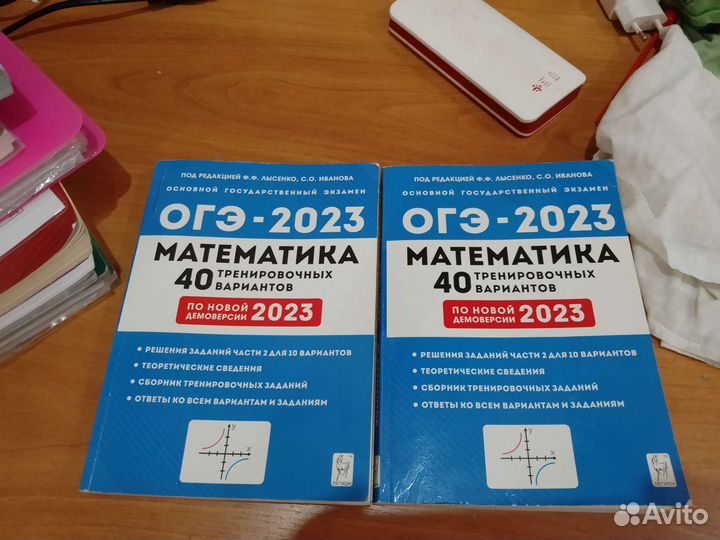 ПОД РЕДАКЦИЕЙ Ф.Ф. ЛЫСЕНКО, С.О. ИВАНОВА
ОСНОВНОЙ ГОСУДАРСТВЕННЫЙ ЭКЗАМЕН
ОГЭ - 2023
МАТЕМАТИКА
40 ТРЕНИРОВОЧНЫХ
ВАРИАНТОВ
ПО НОВОЙ
ДЕМОВЕРСИИ 2023
• РЕШЕНИЯ ЗАДАНИЙ ЧАСТИ 2 ДЛЯ 10 ВАРИАНТОВ
• ТЕОРЕТИЧЕСКИЕ СВЕДЕНИЯ
• СБОРНИК ТРЕНИРОВОЧНЫХ ЗАДАНИЙ
• ОТВЕТЫ КО ВСЕМ ВАРИАНТАМ И ЗАДАНИЯМ
y
x
ЛЕГИОН
ПОД РЕДАКЦИЕЙ Ф.Ф. ЛЫСЕНКО, С.О. ИВАНОВА
ОСНОВНОЙ ГОСУДАРСТВЕННЫЙ ЭКЗАМЕН
ОГЭ - 2023
МАТЕМАТИКА
40 ТРЕНИРОВОЧНЫХ
ВАРИАНТОВ
ПО НОВОЙ
ДЕМОВЕРСИИ 2023
• РЕШЕНИЯ ЗАДАНИЙ ЧАСТИ 2 ДЛЯ 10 ВАРИАНТОВ
• ТЕОРЕТИЧЕСКИЕ СВЕДЕНИЯ
• СБОРНИК ТРЕНИРОВОЧНЫХ ЗАДАНИЙ
• ОТВЕТЫ КО ВСЕМ ВАРИАНТАМ И ЗАДАНИЯМ
y
x
ЛЕГИОН
Avito